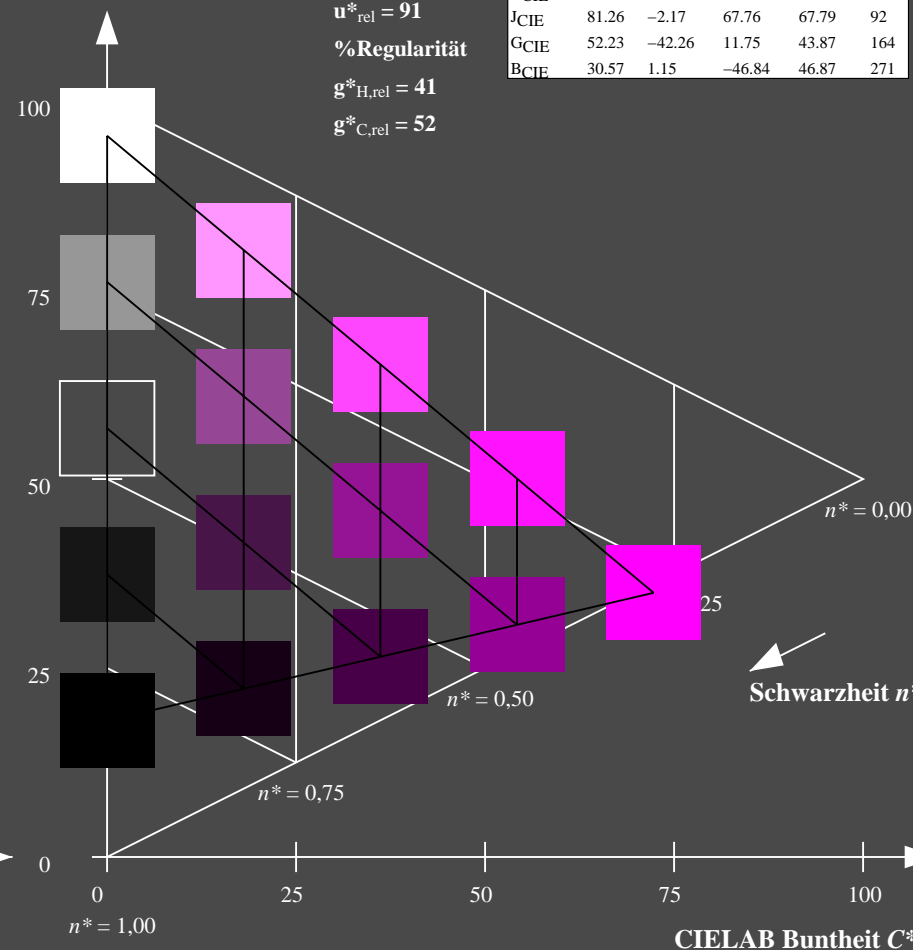 u*rel = 91
%Regularität
g*H,rel = 41
g*C,rel = 52
JCIE 81.26 −2.17 67.76 67.79 92
GCIE 52.23 −42.26 11.75 43.87 164
BCIE 30.57 1.15 −46.84 46.87 271
100
75
50
25
0
n* = 0,00
25
Schwarzheit n*
n* = 0,50
n* = 0,75
0 25 50 75 100
n* = 1,00
CIELAB Buntheit C*